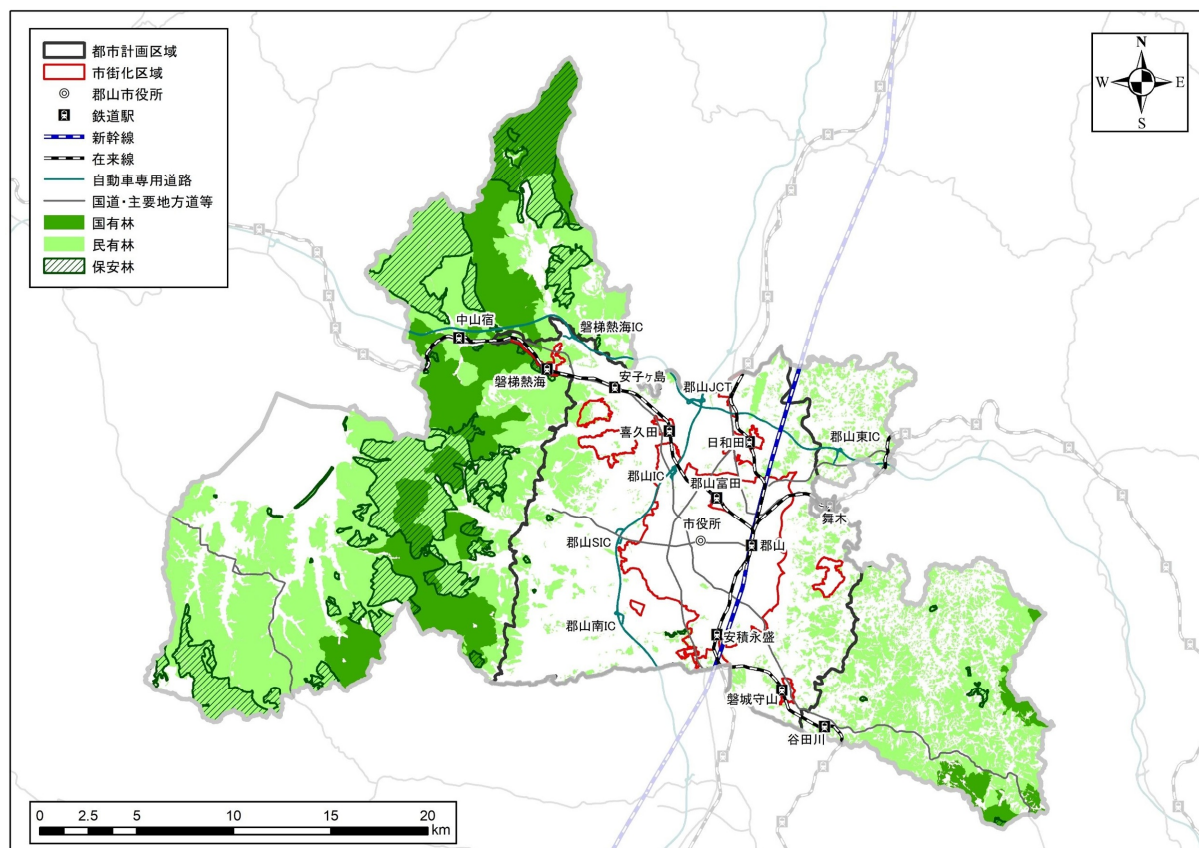 都市計画区域
市街化区域
郡山市役所
鉄道駅
新幹線
在来線
自動車専用道路
国道・主要地方道等
国有林
民有林
保安林
N
W
E
S
中山宿
磐梯熱海IC
磐梯熱海
安子ヶ島
郡山JCT
喜久田
日和田
郡山東IC
郡山IC
郡山富田
舞木
市役所
郡山SIC
郡山
郡山南IC
安積永盛
磐城守山
谷田川
0 2.5 5 10 15 20
km